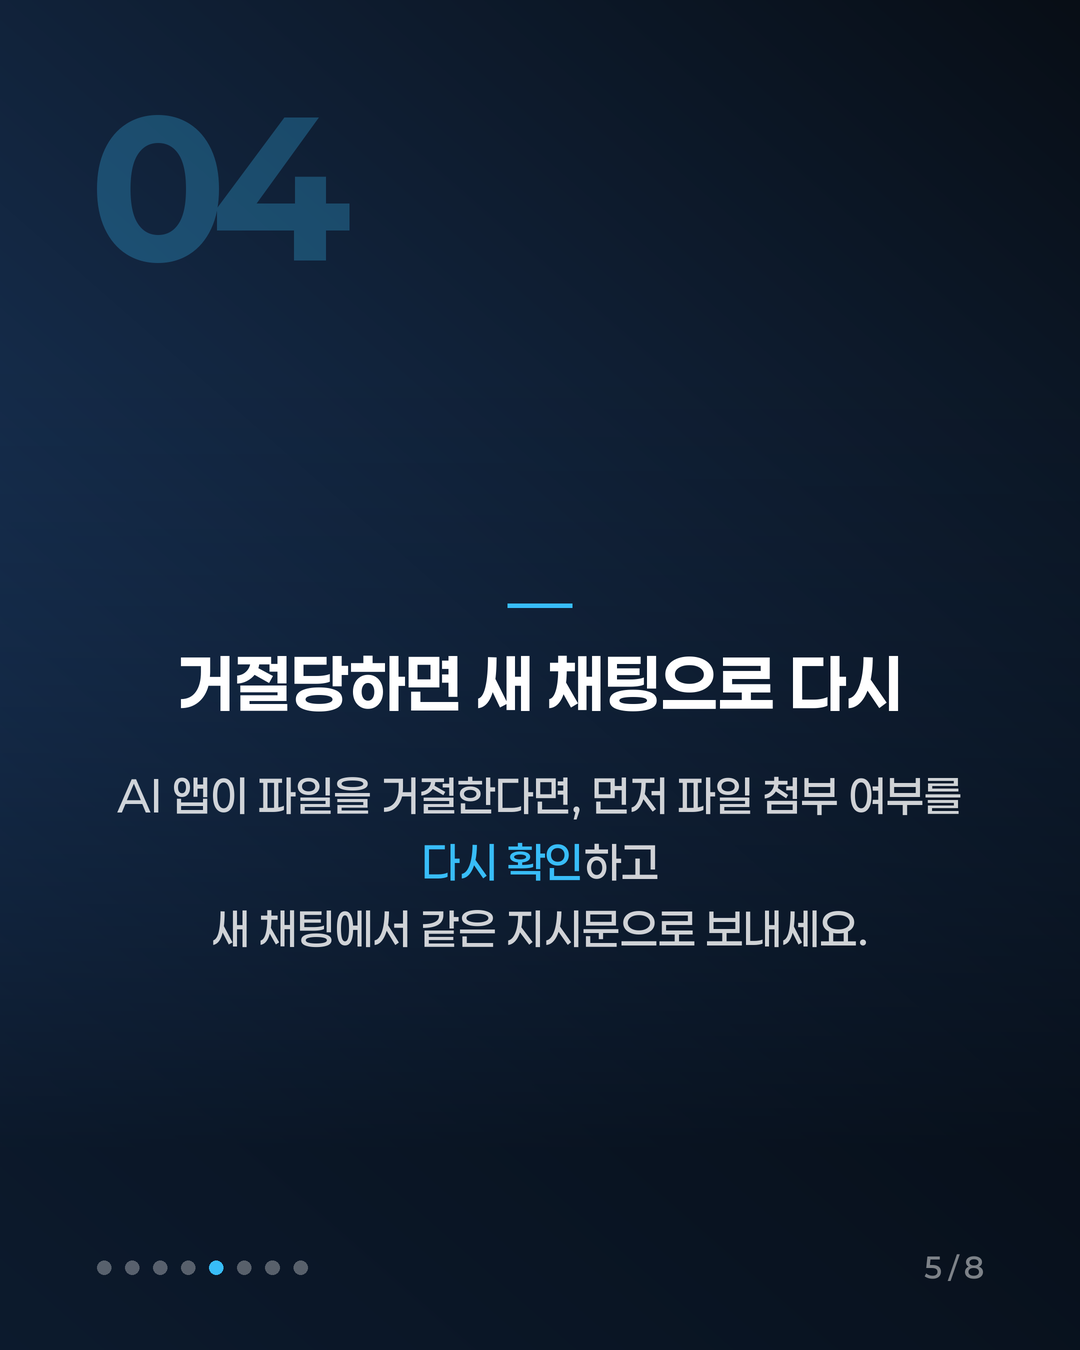 04
거절당하면 새 채팅으로 다시
AI 앱이 파일을 거절한다면, 먼저 파일 첨부 여부를
다시 확인하고
새 채팅에서 같은 지시문으로 보내세요.
5/8